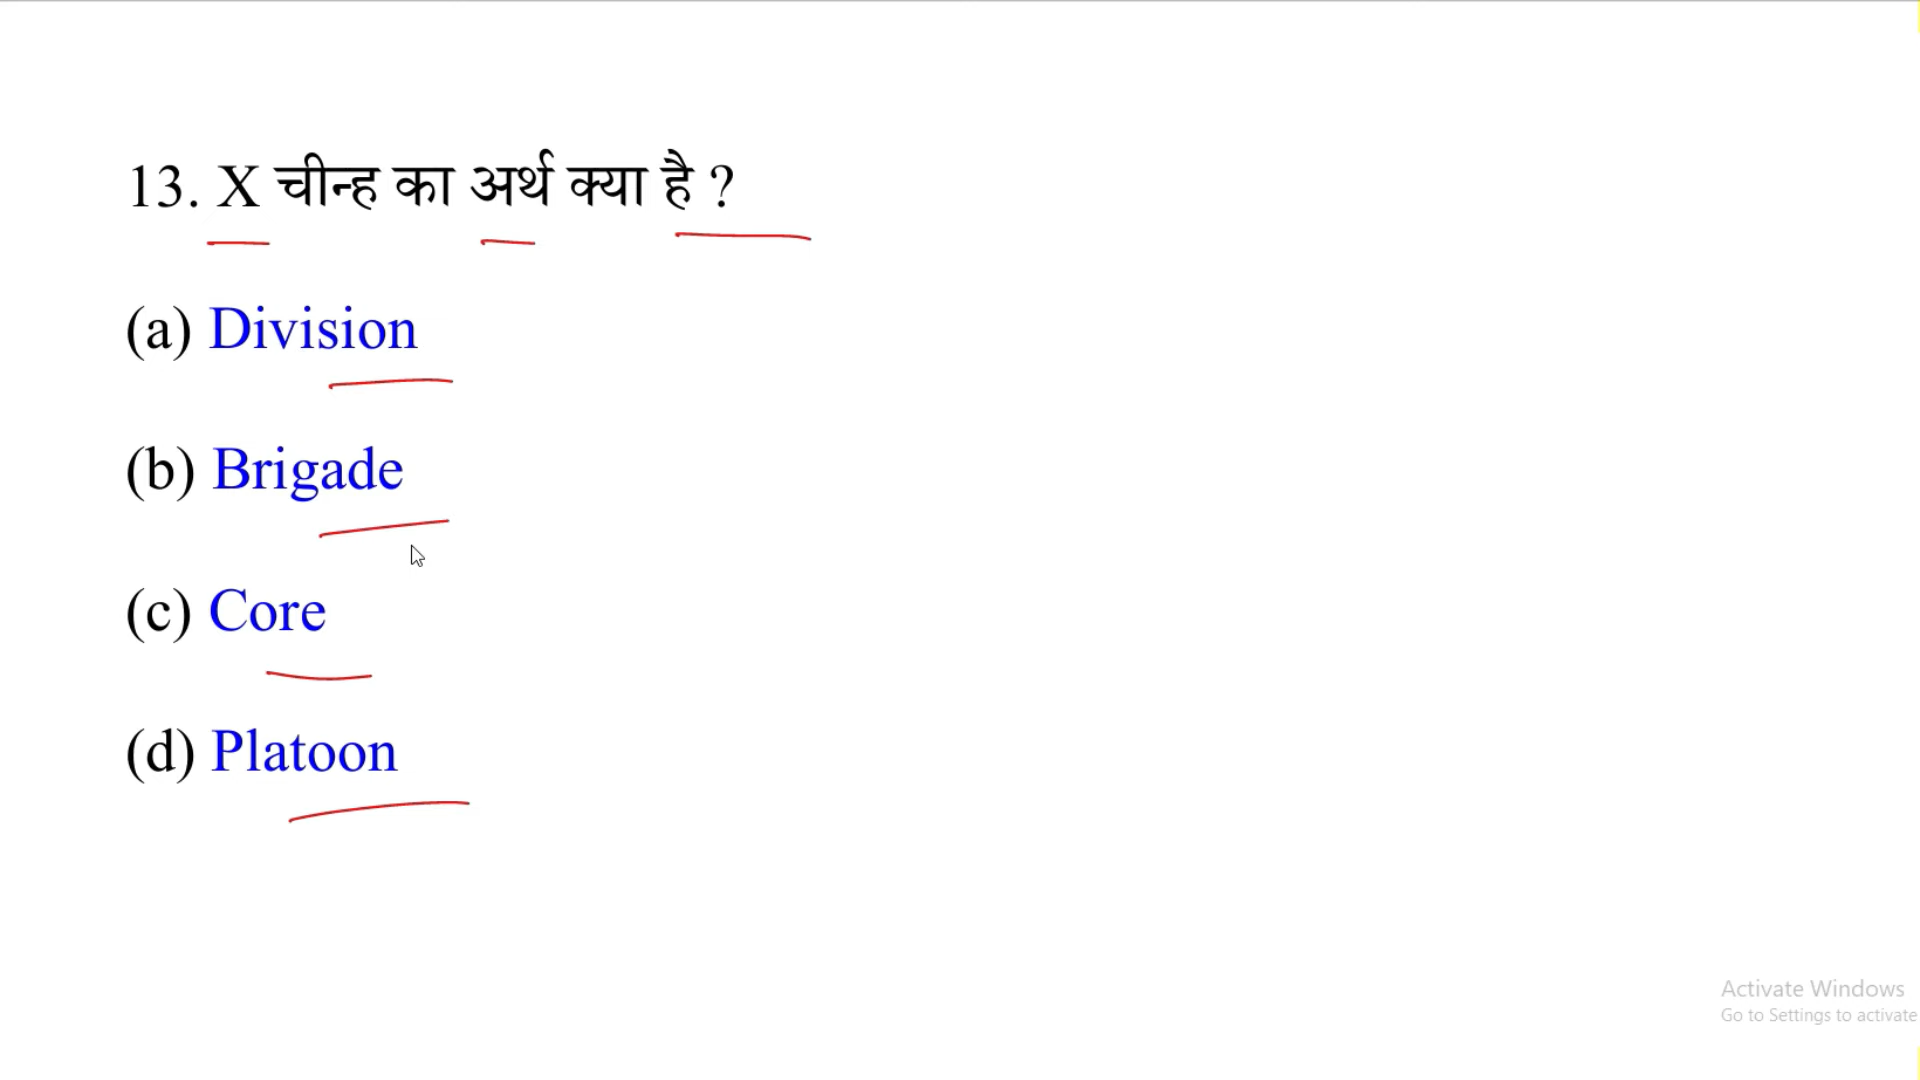 13. X चीन्ह का अर्थ क्या है ?
(a) Division
(b) Brigade
(c) Core
(d) Platoon
Activate Windows
Go to Settings to activate